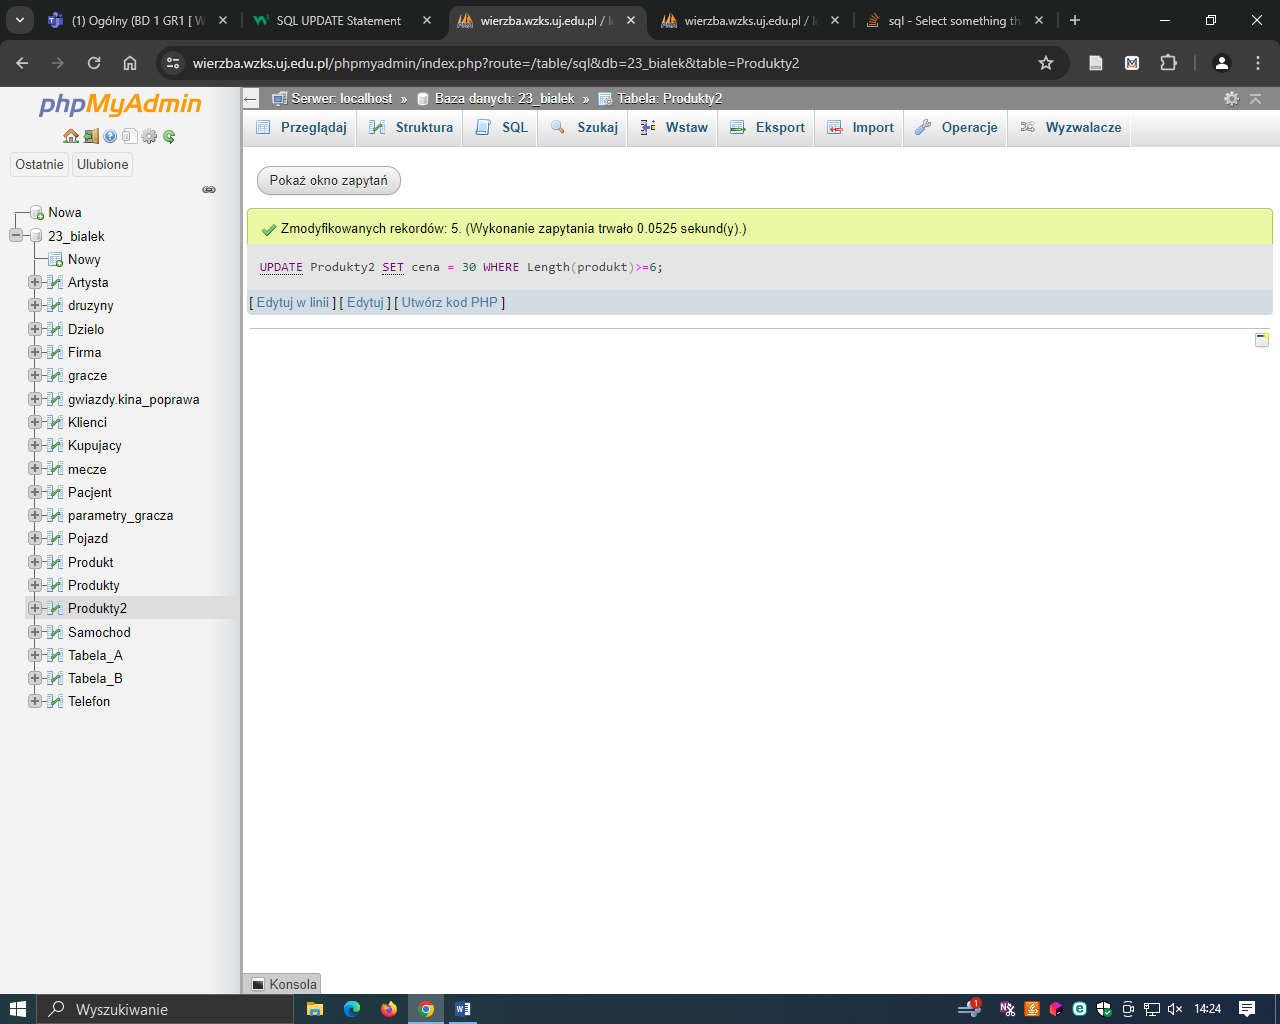 (1) Ogólny (BD 1 GR1 [ W
SQL UPDATE Statement
wierzba.wzks.uj.edu.pl /
wierzba.wzks.uj.edu.pl /
sql - Select something th
wierzba.wzks.uj.edu.pl/phpmyadmin/index.php?route=/table/sql&db=23_bialek&table=Produkty2
phpMyAdmin
Ostatnie
Ulubione
Nowa
23_bialek
Nowy
Artysta
druzyny
Dzielo
Firma
gracze
gwiazdy.kina_poprawa
Klienci
Kupujacy
mecze
Pacjent
parametry_gracza
Pojazd
Produkt
Produkty
Produkty2
Samochod
Tabela_A
Tabela_B
Telefon
Serwer: localhost » Baza danych: 23_bialek » Tabela: Produkty2
Przeglądaj Struktura SQL Szukaj Wstaw Eksport Import Operacje Wyzwalacze
Pokaż okno zapytań
Zmodyfikowanych rekordów: 5. (Wykonanie zapytania trwało 0.0525 sekund(y).)
UPDATE Produkty2 SET cena = 30 WHERE Length(produkt)>=6;
[ Edytuj w linii ] [ Edytuj ] [ Utwórz kod PHP ]
Konsola
Wyszukiwanie
1
14:24